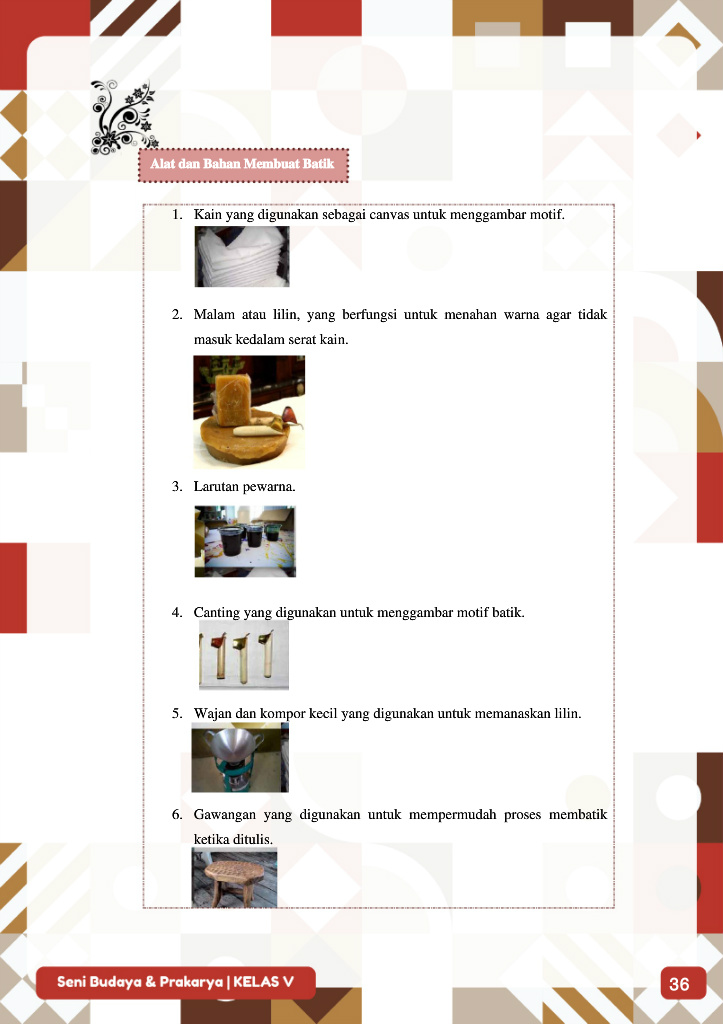 Alat dan Bahan Membuat Batik
1. Kain yang digunakan sebagai canvas untuk menggambar motif.
2. Malam atau lilin, yang berfungsi untuk menahan warna agar tidak
masuk kedalam serat kain.
3. Larutan pewarna.
4. Canting yang digunakan untuk menggambar motif batik.
5. Wajan dan kompor kecil yang digunakan untuk memanaskan lilin.
6. Gawangan yang digunakan untuk mempermudah proses membatik
ketika ditulis.
Seni Budaya & Prakarya | KELAS V
36